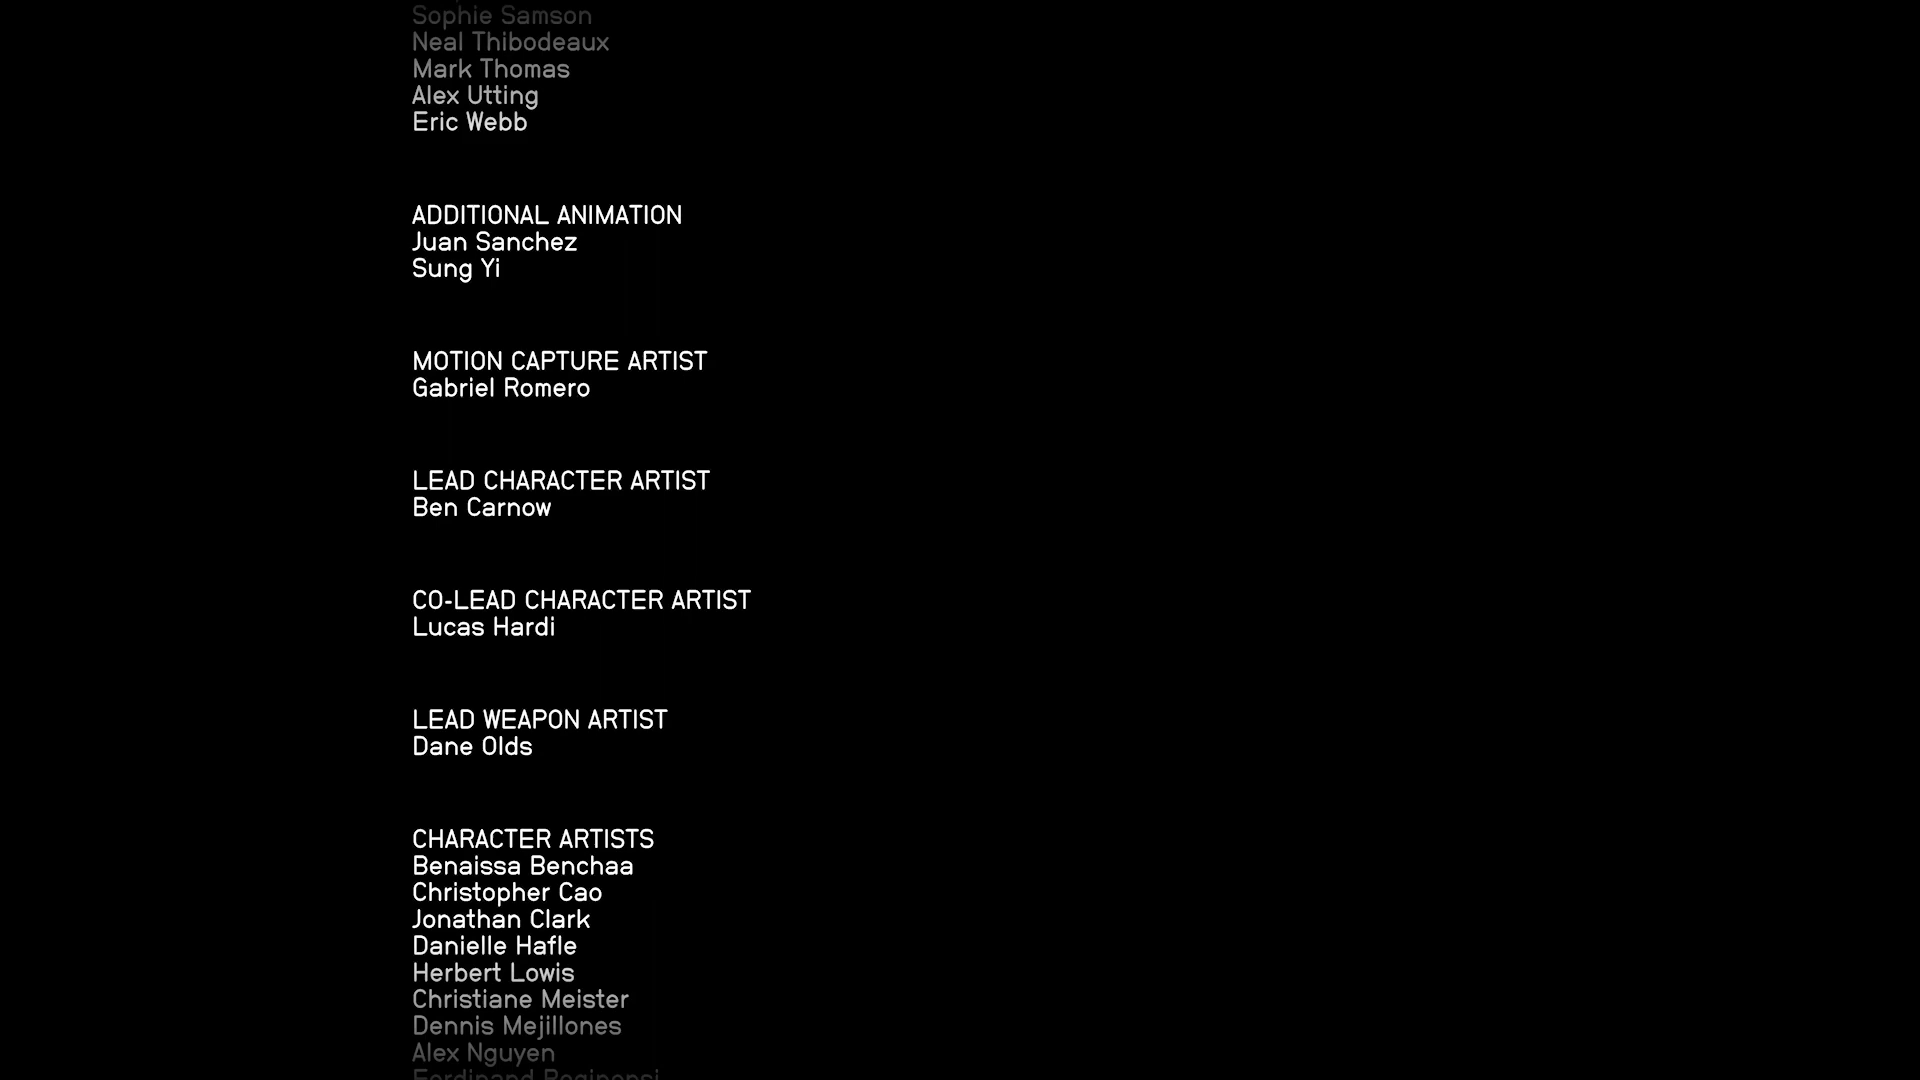 Sophie Samson
Neal Thibodeaux
Mark Thomas
Alex Utting
Eric Webb
ADDITIONAL ANIMATION
Juan Sanchez
Sung Yi
MOTION CAPTURE ARTIST
Gabriel Romero
LEAD CHARACTER ARTIST
Ben Carnow
CO-LEAD CHARACTER ARTIST
Lucas Hardi
LEAD WEAPON ARTIST
Dane Olds
CHARACTER ARTISTS
Benaissa Benchaa
Christopher Cao
Jonathan Clark
Danielle Hafle
Herbert Lowis
Christiane Meister
Dennis Mejillones
Alex Nguyen
Ferdinand